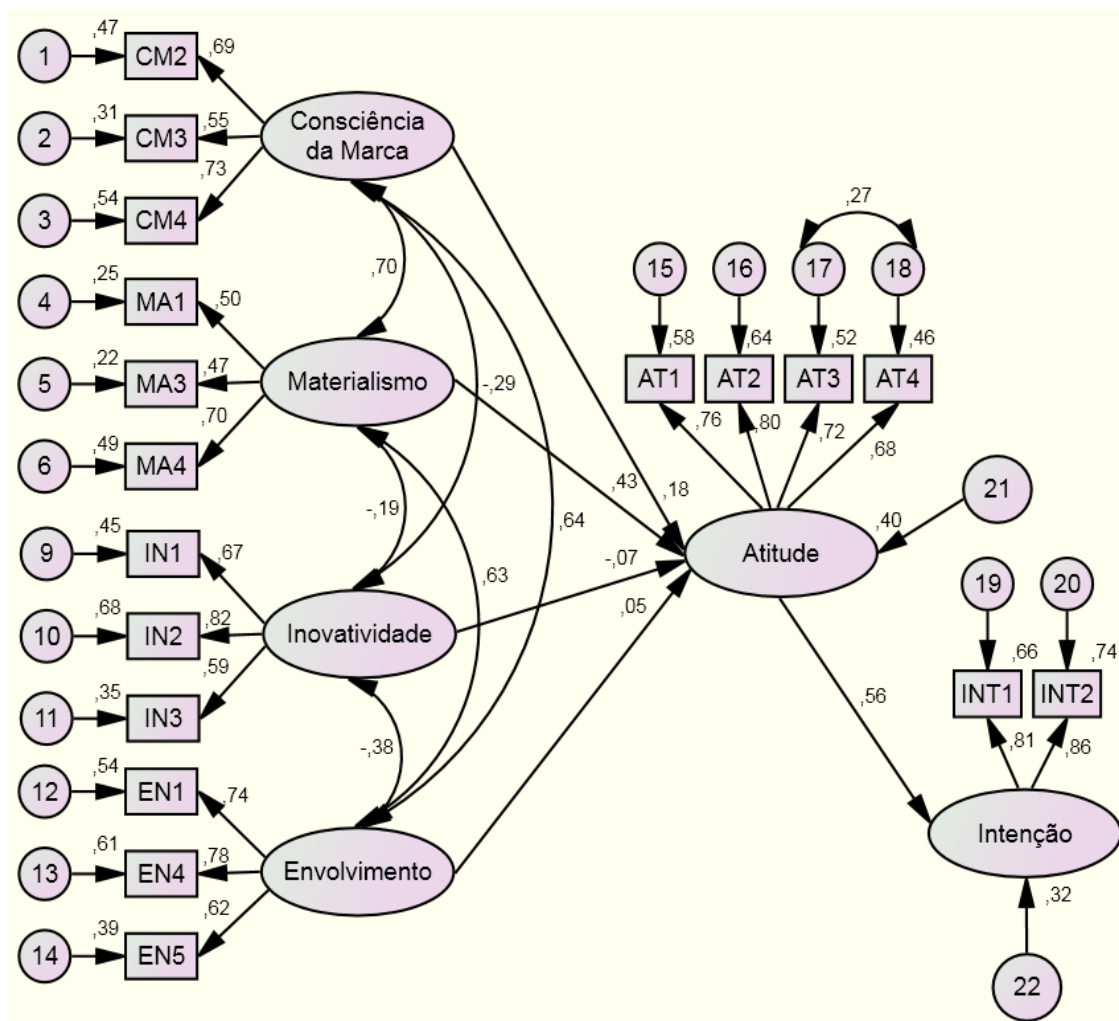 1
,47
CM2
,69
2
,31
CM3
,55
3
,54
CM4
,73
Consciência
da Marca
4
,25
MA1
,50
5
,22
MA3
,47
6
,49
MA4
,70
Materialismo
9
,45
IN1
,67
10
,68
IN2
,82
11
,35
IN3
,59
Inovatividade
12
,54
EN1
,74
13
,61
EN4
,78
14
,39
EN5
,62
Envolvimento
,70
-,29
-,19
,64
,63
-,38
,43
,18
-,07
,05
,27
15
16
17
18
,58
,64
,52
,46
AT1
AT2
AT3
AT4
,76
,80
,72
,68
21
,40
Atitude
,56
19
20
,66
,74
INT1
INT2
,81
,86
Intenção
,32
22